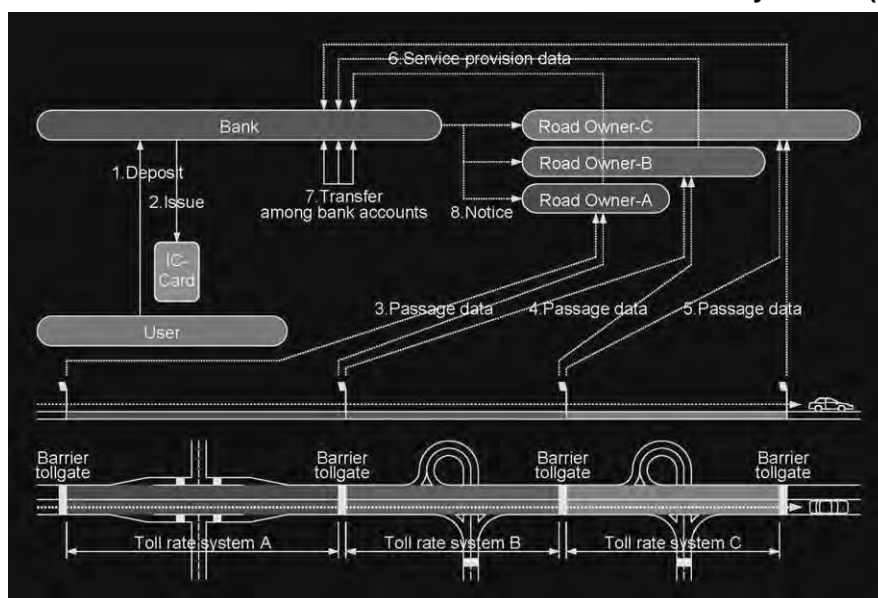 6.Service provision data
Bank
Road Owner-C
Road Owner-B
Road Owner-A
1.Deposit
2.Issue
7.Transfer
among bank accounts
8.Notice
IC-
Card
User
3.Passage data
4.Passage data
5.Passage data
Barrier
tollgate
Barrier
tollgate
Barrier
tollgate
Barrier
tollgate
Toll rate system A
Toll rate system B
Toll rate system C